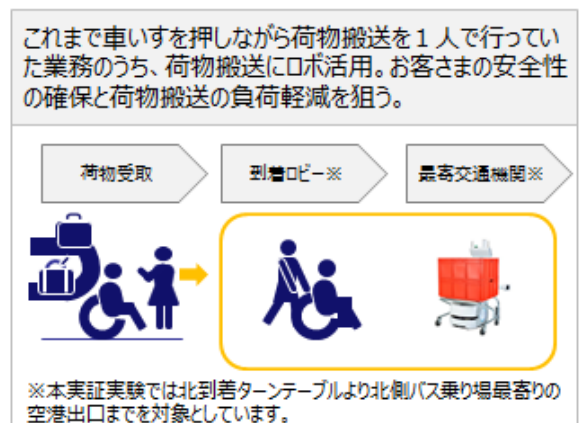 これまで車いすを押しながら荷物搬送を1人で行ってい
た業務のうち、荷物搬送にロボ活用。お客さまの安全性
の確保と荷物搬送の負荷軽減を狙う。
荷物受取
到着ロビー※
最寄交通機関※
※本実証実験では北到着ターンテーブルより北側バス乗り場最寄りの
空港出口までを対象としています。